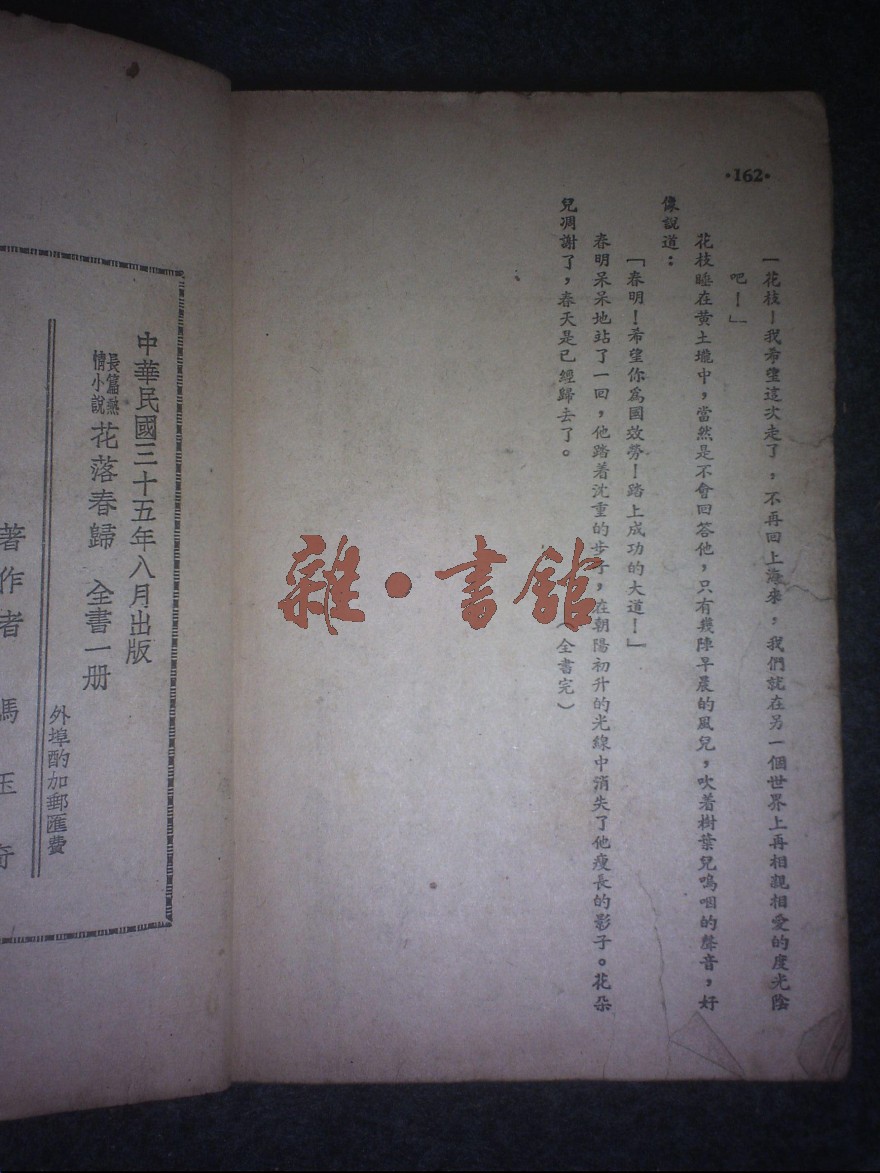 ·162·
「花枝！我希望這次走了，不再回上海來，我們就在另一個世界上再相親相愛的度光陰
吧！」
花枝睡在黄土壠中，當然是不會回答他，只有幾陣早晨的風兒，吹着樹葉兒嗚咽的聲音，好
像說道：
「春明！希望你爲国效勞！踏上成功的大道！」
春明呆呆地站了一回，他踏着沈重的步子，在朝陽初升的光線中消失了他瘦長的影子。花朵
兒凋謝了，春天是已經歸去了。
（全書完）
雜·書舘
中華民國三十五年八月出版
長篇熱情小說 花落春歸 全書一册
外埠酌加郵匯費
著作者 馮玉奇